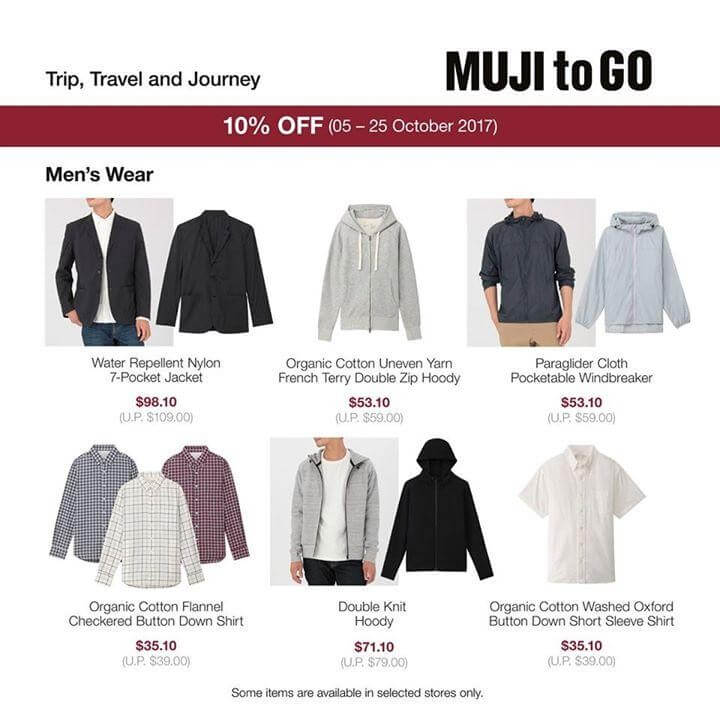 Trip, Travel and Journey
MUJI to GO
10% OFF (05 – 25 October 2017)
Men's Wear
Water Repellent Nylon
7-Pocket Jacket
$98.10
(U.P. $109.00)
Organic Cotton Uneven Yarn
French Terry Double Zip Hoody
$53.10
(U.P. $59.00)
Paraglider Cloth
Pocketable Windbreaker
$53.10
(U.P. $59.00)
Organic Cotton Flannel
Checkered Button Down Shirt
$35.10
(U.P. $39.00)
Double Knit
Hoody
$71.10
(U.P. $79.00)
Organic Cotton Washed Oxford
Button Down Short Sleeve Shirt
$35.10
(U.P. $39.00)
Some items are available in selected stores only.